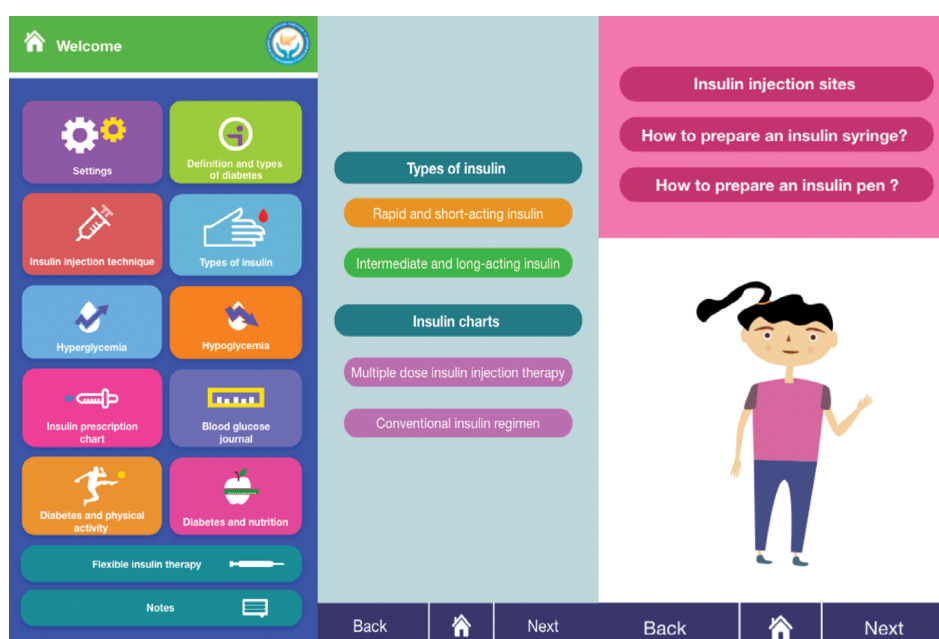 Welcome
Settings
Definition and types
of diabetes
Insulin injection technique
Types of insulin
Hyperglycemia
Hypoglycemia
Insulin prescription
chart
Blood glucose
journal
Diabetes and physical
activity
Diabetes and nutrition
Flexible insulin therapy
Notes
Types of insulin
Rapid and short-acting insulin
Intermediate and long-acting insulin
Insulin charts
Multiple dose insulin injection therapy
Conventional insulin regimen
Back
Next
Insulin injection sites
How to prepare an insulin syringe?
How to prepare an insulin pen ?
Back
Next